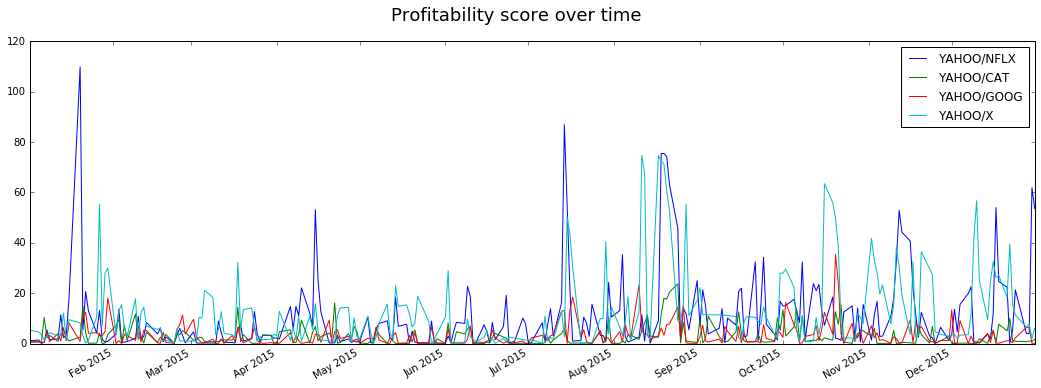 Profitability score over time
120
100
80
60
40
20
0
YAHOO/NFLX
YAHOO/CAT
YAHOO/GOOG
YAHOO/X
Feb 2015
Mar 2015
Apr 2015
May 2015
Jun 2015
Jul 2015
Aug 2015
Sep 2015
Oct 2015
Nov 2015
Dec 2015